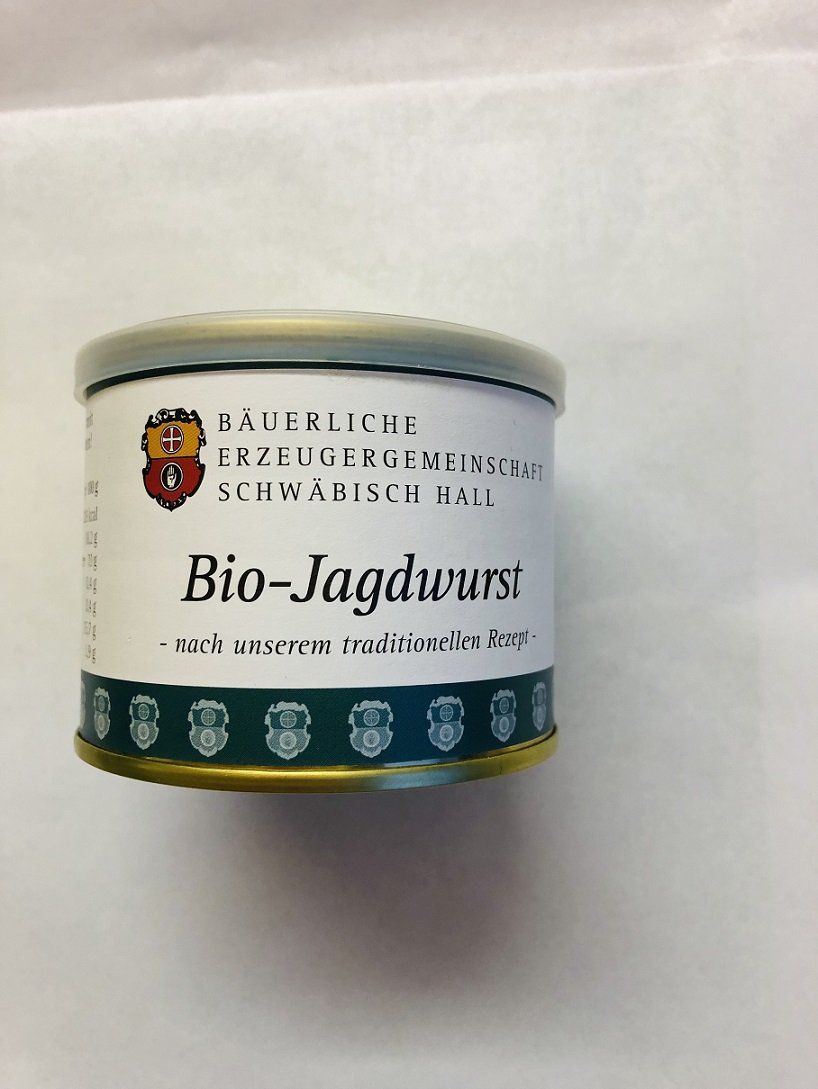 BÄUERLICHE
ERZEUGERGEMEINSCHAFT
SCHWÄBISCH HALL
Bio-Jagdwurst
- nach unserem traditionellen Rezept -